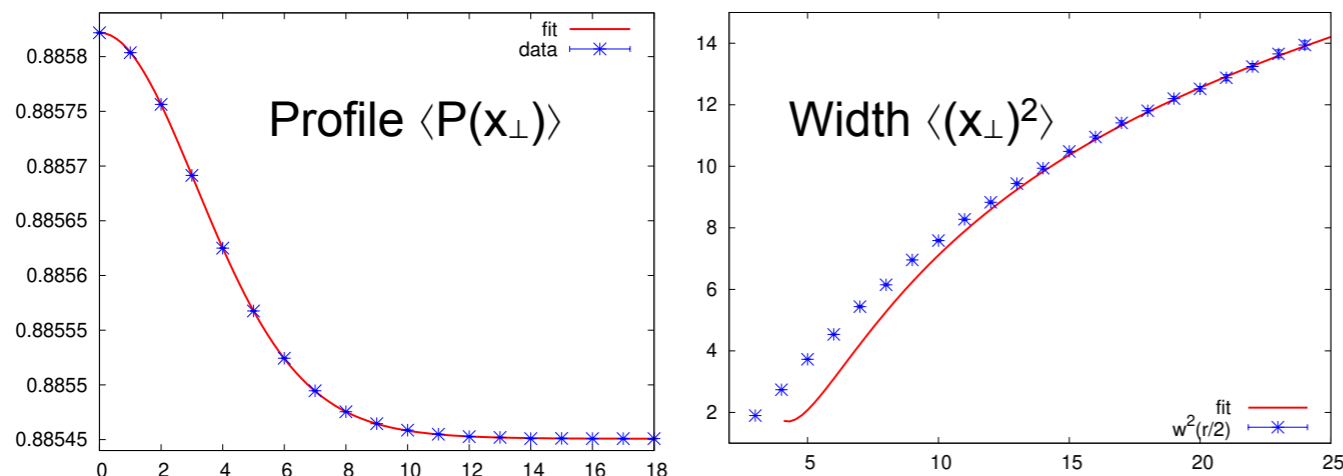 fit
data
0.8858
0.88575
0.8857
0.88565
0.8856
0.88555
0.8855
0.88545
0 2 4 6 8 10 12 14 16 18
Profile ⟨P(x⊥)⟩
14
12
10
8
6
4
2
5 10 15 20 25
Width ⟨(x⊥)²⟩
fit
w²(r/2)